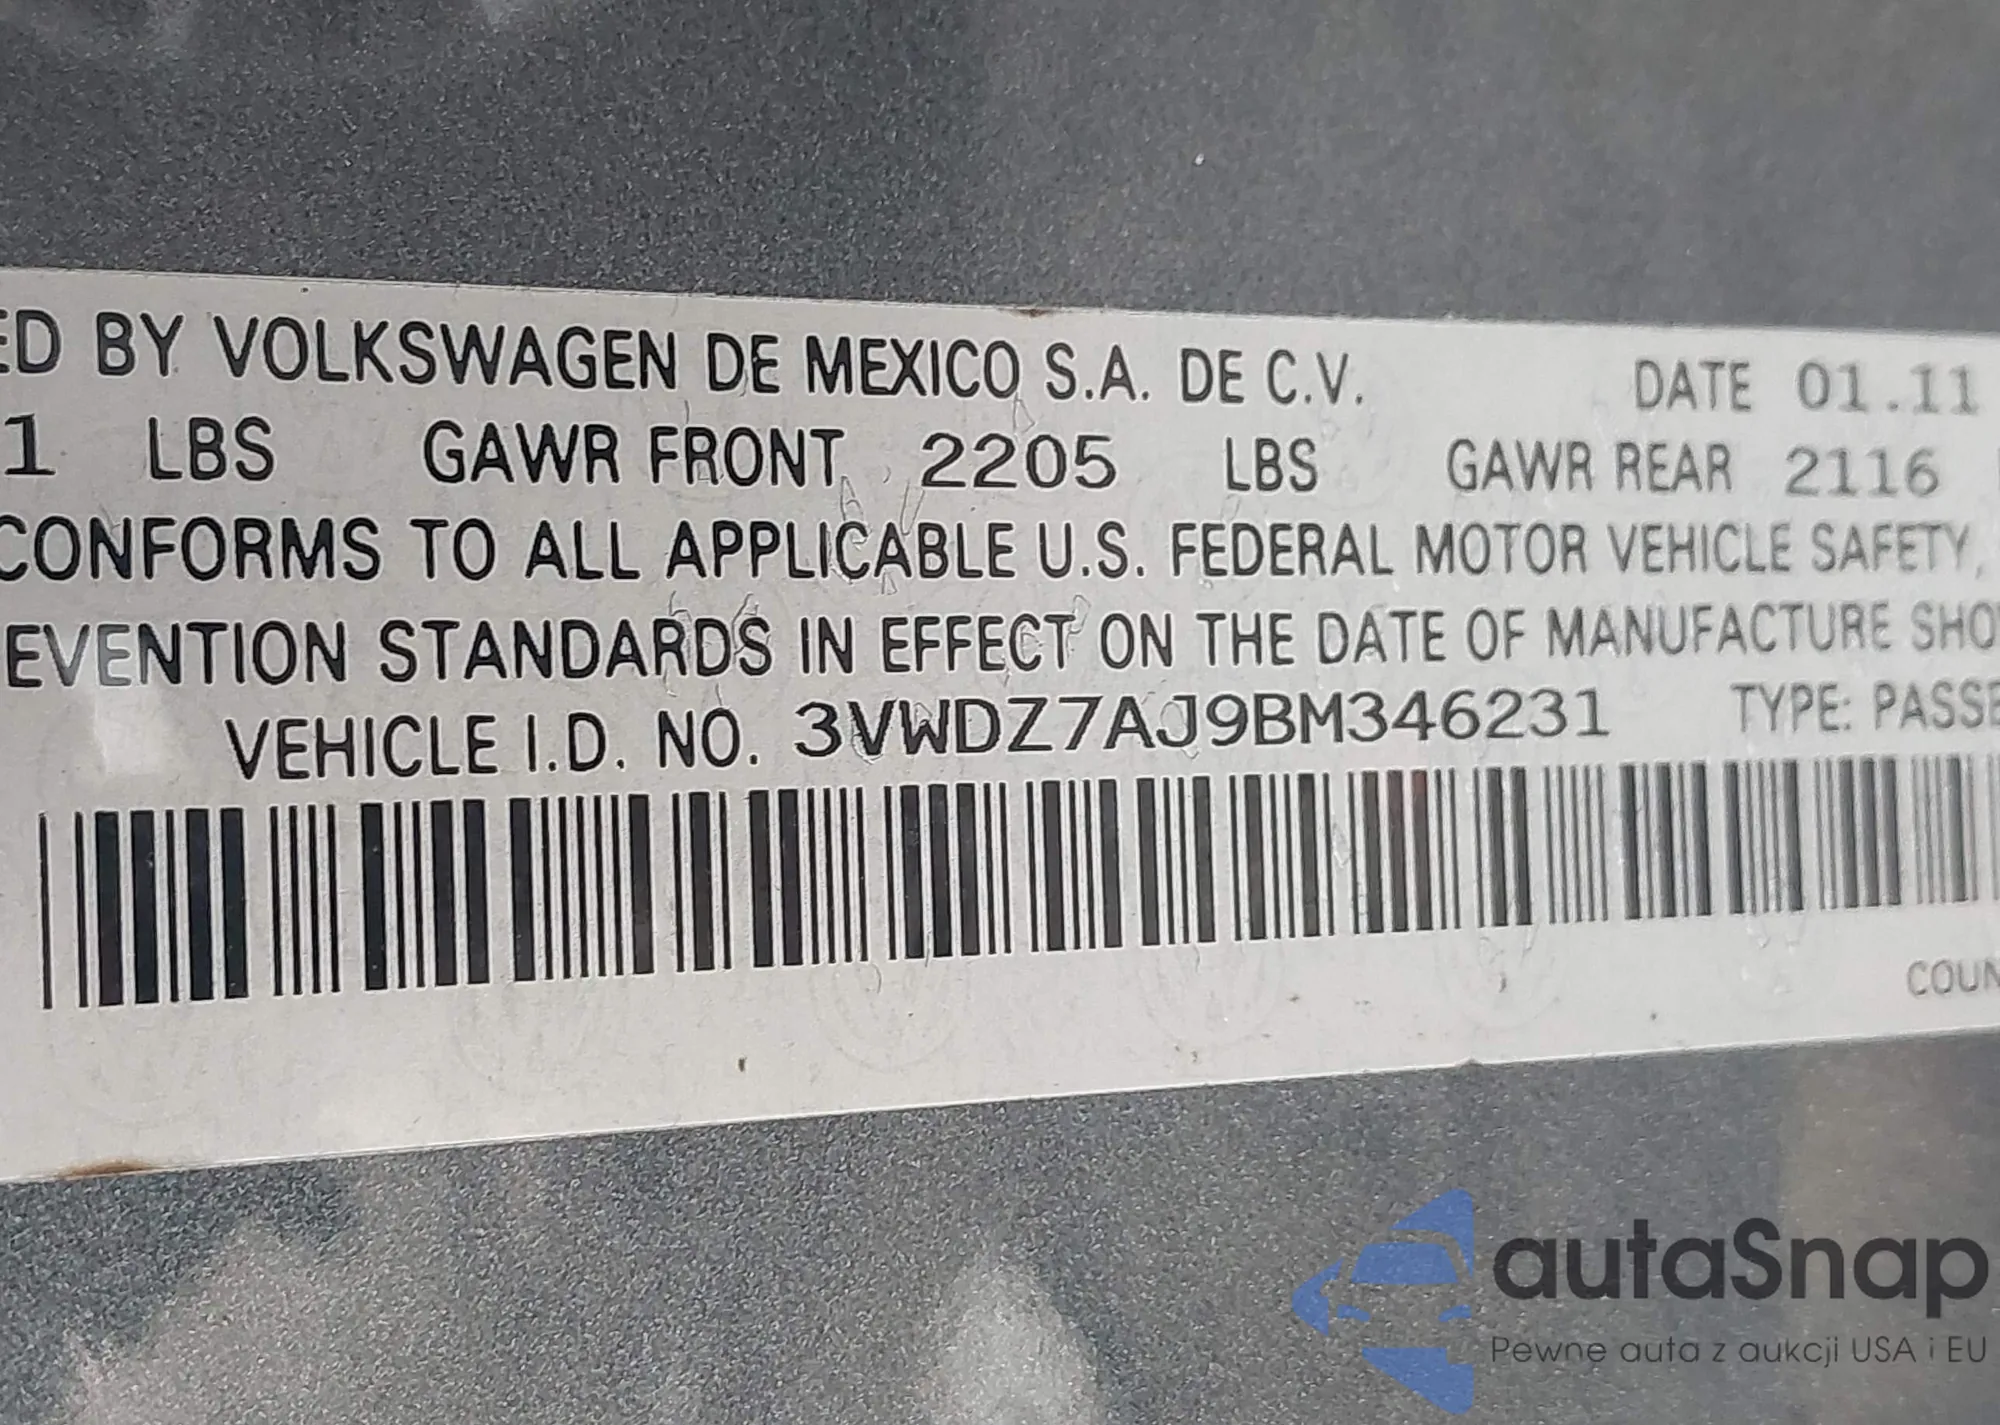 ED BY VOLKSWAGEN DE MEXICO S.A. DE C.V. DATE 01.11
1 LBS GAWR FRONT 2205 LBS GAWR REAR 2116
CONFORMS TO ALL APPLICABLE U.S. FEDERAL MOTOR VEHICLE SAFETY,
EVENTION STANDARDS IN EFFECT ON THE DATE OF MANUFACTURE SHO
VEHICLE I.D. NO. 3VWDZ7AJ9BM346231 TYPE: PASSE
COUN
autaSnap
Pewne auta z aukcji USA i EU